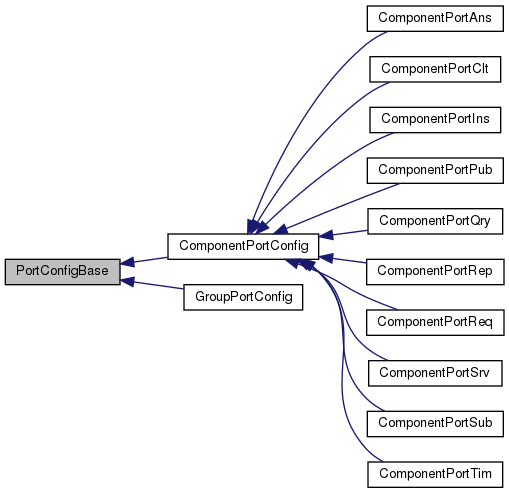 PortConfigBase
ComponentPortConfig
GroupPortConfig
ComponentPortAns
ComponentPortClt
ComponentPortIns
ComponentPortPub
ComponentPortQry
ComponentPortRep
ComponentPortReq
ComponentPortSrv
ComponentPortSub
ComponentPortTim